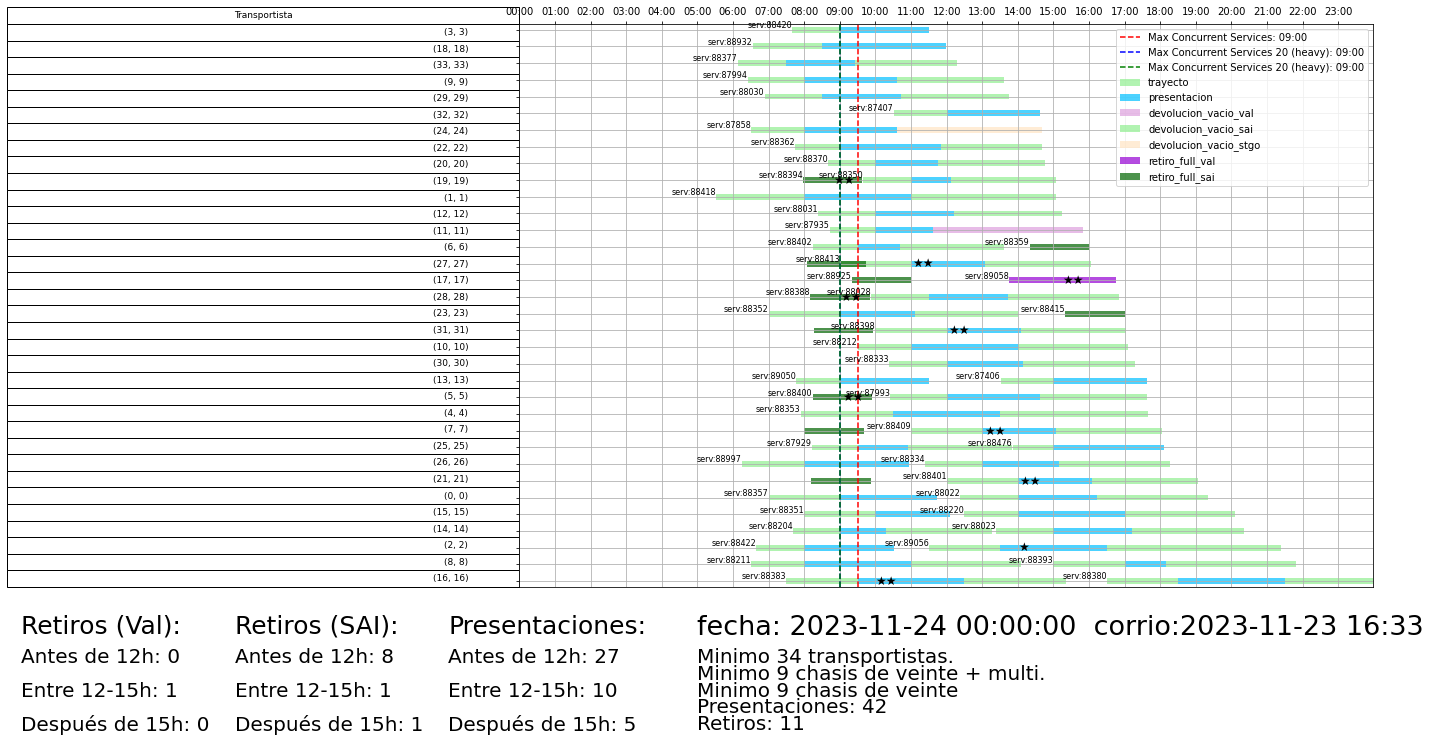 Transportista
00:00 01:00 02:00 03:00 04:00 05:00 06:00 07:00 08:00 09:00 10:00 11:00 12:00 13:00 14:00 15:00 16:00 17:00 18:00 19:00 20:00 21:00 22:00 23:00
Max Concurrent Services: 09:00
Max Concurrent Services 20 (heavy): 09:00
Max Concurrent Services 20 (heavy): 09:00
trayecto
presentacion
devolucion_vacio_val
devolucion_vacio_sai
devolucion_vacio_stgo
retiro_full_val
retiro_full_sai
(3, 3) serv:88420
(18, 18) serv:88932
(33, 33) serv:88377
(9, 9) serv:87994
(29, 29) serv:88030
(32, 32) serv:87407
(24, 24) serv:87858
(22, 22) serv:88362
(20, 20) serv:88370
(19, 19) serv:88394 serv:88350
(1, 1) serv:88418
(12, 12) serv:88031
(11, 11) serv:87935
(6, 6) serv:88402 serv:88359
(27, 27) serv:88413
(17, 17) serv:88925 serv:89058
(28, 28) serv:88388 serv:88928
(23, 23) serv:88352 serv:88415
(31, 31) serv:88398
(10, 10) serv:88212
(30, 30) serv:88333
(13, 13) serv:89050 serv:87406
(5, 5) serv:88400 serv:87993
(4, 4) serv:88353
(7, 7) serv:88409
(25, 25) serv:87929 serv:88476
(26, 26) serv:88997 serv:88334
(21, 21) serv:88401
(0, 0) serv:88357 serv:88022
(15, 15) serv:88351 serv:88220
(14, 14) serv:88204 serv:88023
(2, 2) serv:88422 serv:89056
(8, 8) serv:88211 serv:88393
(16, 16) serv:88383 serv:88380
Retiros (Val):
Antes de 12h: 0
Entre 12-15h: 1
Después de 15h: 0
Retiros (SAI):
Antes de 12h: 8
Entre 12-15h: 1
Después de 15h: 1
Presentaciones:
Antes de 12h: 27
Entre 12-15h: 10
Después de 15h: 5
fecha: 2023-11-24 00:00:00 corrio:2023-11-23 16:33
Minimo 34 transportistas.
Minimo 9 chasis de veinte + multi.
Minimo 9 chasis de veinte
Presentaciones: 42
Retiros: 11